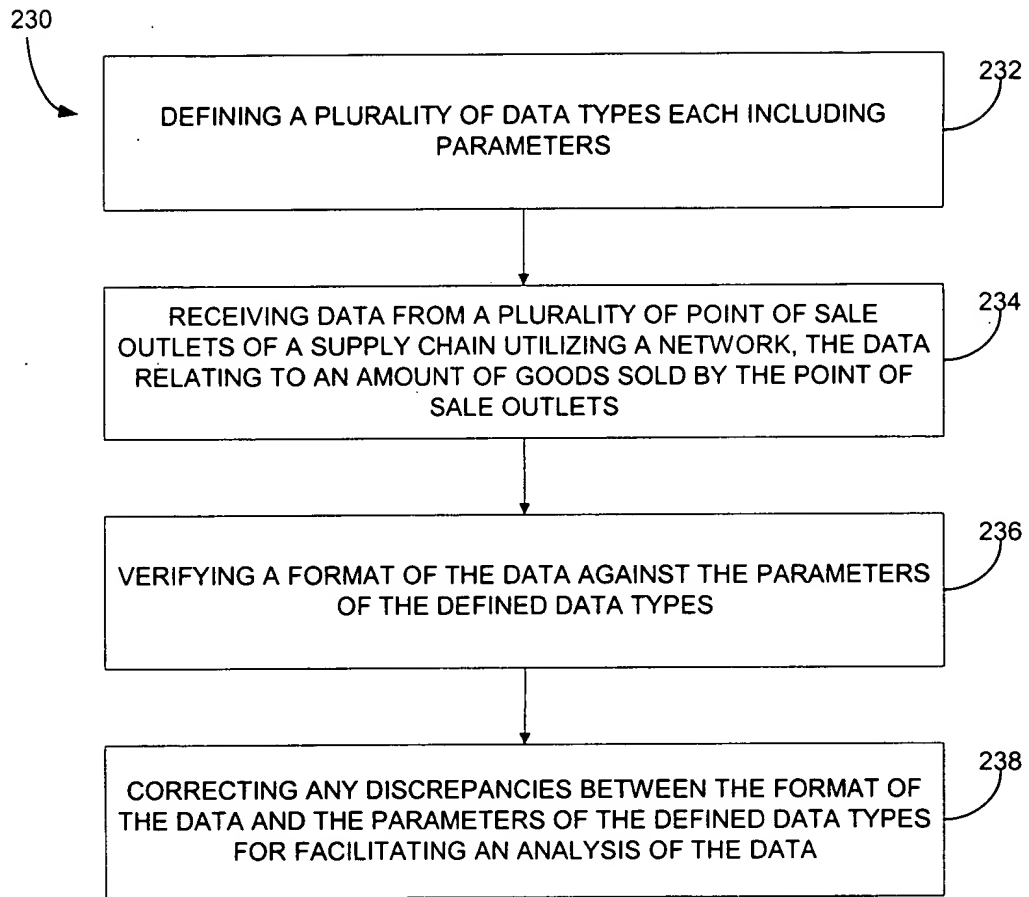 230
232
DEFINING A PLURALITY OF DATA TYPES EACH INCLUDING
PARAMETERS
234
RECEIVING DATA FROM A PLURALITY OF POINT OF SALE
OUTLETS OF A SUPPLY CHAIN UTILIZING A NETWORK, THE DATA
RELATING TO AN AMOUNT OF GOODS SOLD BY THE POINT OF
SALE OUTLETS
236
VERIFYING A FORMAT OF THE DATA AGAINST THE PARAMETERS
OF THE DEFINED DATA TYPES
238
CORRECTING ANY DISCREPANCIES BETWEEN THE FORMAT OF
THE DATA AND THE PARAMETERS OF THE DEFINED DATA TYPES
FOR FACILITATING AN ANALYSIS OF THE DATA